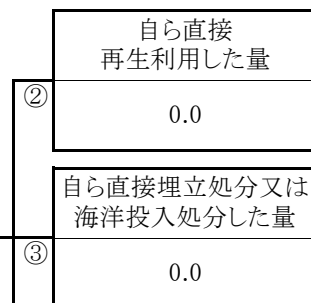 自ら直接
再生利用した量
②
0.0
自ら直接埋立処分又は
海洋投入処分した量
③
0.0